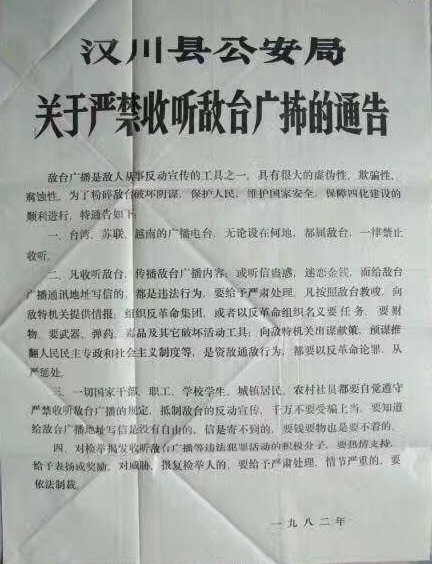 汉川县公安局
关于严禁收听敌台广播的通告
敌台广播是敌人从事反动宣传的工具之一，具有很大的虚伪性、欺骗性、
腐蚀性。为了粉碎敌台破坏阴谋，保护人民，维护国家安全，保障四化建设的
顺利进行，特通告如下：
一、台湾、苏联、越南的广播电台，无论设在何地，都属敌台，一律禁止
收听。
二、凡收听敌台，传播敌台广播内容；或者听信蛊惑，迷恋金钱，而给敌台
广播通讯地址写信的，都是违法行为，要给予严肃处理。凡按照敌台教唆，向
敌特机关提供情报，组织反革命集团，或者以反革命组织名义要任务，要财
物，要武器、弹药、毒品及其它破坏活动工具；向敌特机关出谋献策，预谋推
翻人民民主专政和社会主义制度等，是资敌通敌行为，都要以反革命论罪，从
严惩处。
三、一切国家干部、职工、学校学生、城镇居民、农村社员都要自觉遵守
严禁收听敌台广播的规定，抵制敌台的反动宣传，千万不要受骗上当。要知道
给敌台广播地址写信是没有自由的，信是寄不到的，要钱要物也是要不着的。
四、对检举揭发收听敌台广播等违法犯罪活动的积极分子，要热情支持，
给予表扬或奖励。对威胁、报复检举人的，要给予严肃处理，情节严重的，要
依法制裁。
一九八二年